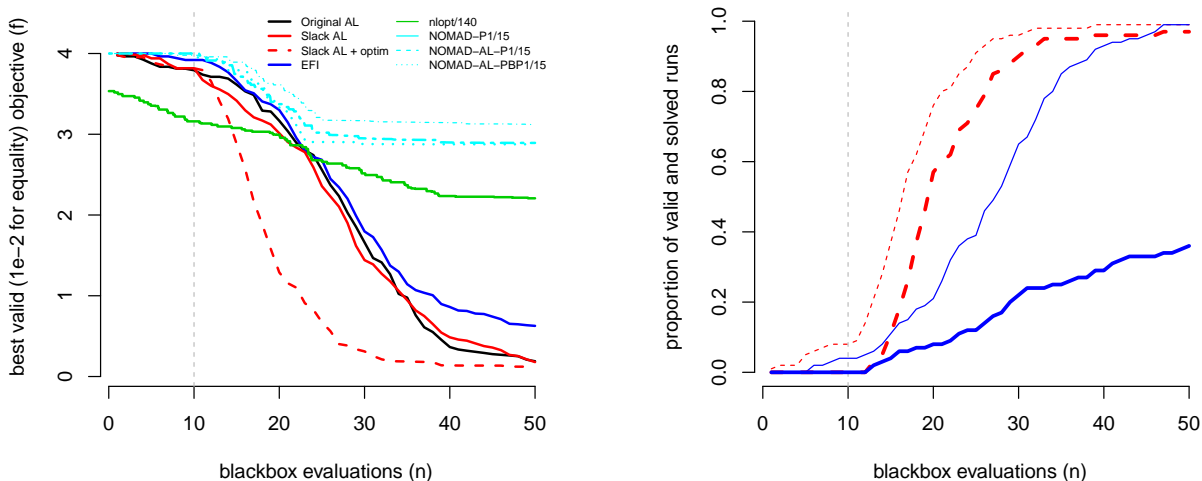 Original AL
Slack AL
Slack AL + optim
EFI
nlopt/140
NOMAD−P1/15
NOMAD−AL−P1/15
NOMAD−AL−PBP1/15
best valid (1e−2 for equality) objective (f)
4
3
2
1
0
0 10 20 30 40 50
blackbox evaluations (n)
proportion of valid and solved runs
1.0
0.8
0.6
0.4
0.2
0.0
0 10 20 30 40 50
blackbox evaluations (n)